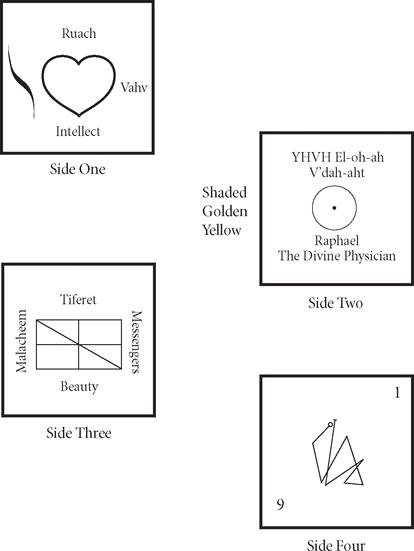 Ruach
Vahv
Intellect
Side One
Shaded
Golden
Yellow
YHVH El-oh-ah
V'dah-aht
Raphael
The Divine Physician
Side Two
Tiferet
Malacheem
Messengers
Beauty
Side Three
1
9
Side Four